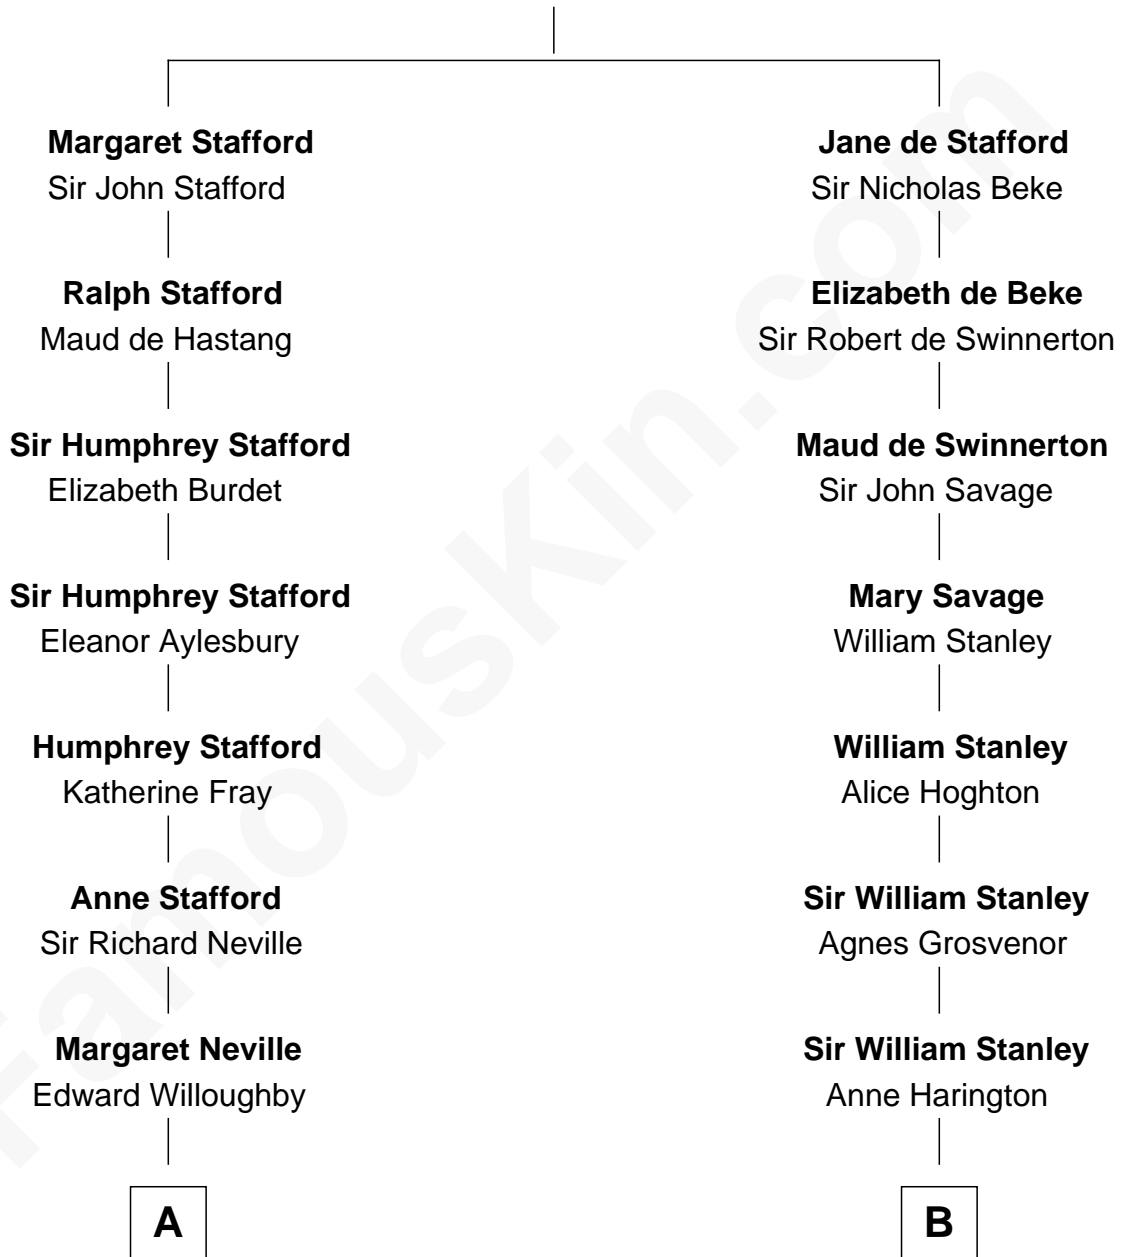 Margaret Stafford
Sir John Stafford
Ralph Stafford
Maud de Hastang
Sir Humphrey Stafford
Elizabeth Burdet
Sir Humphrey Stafford
Eleanor Aylesbury
Humphrey Stafford
Katherine Fray
Anne Stafford
Sir Richard Neville
Margaret Neville
Edward Willoughby
A
Jane de Stafford
Sir Nicholas Beke
Elizabeth de Beke
Sir Robert de Swinnerton
Maud de Swinnerton
Sir John Savage
Mary Savage
William Stanley
William Stanley
Alice Hoghton
Sir William Stanley
Agnes Grosvenor
Sir William Stanley
Anne Harington
B
FamousKin.com